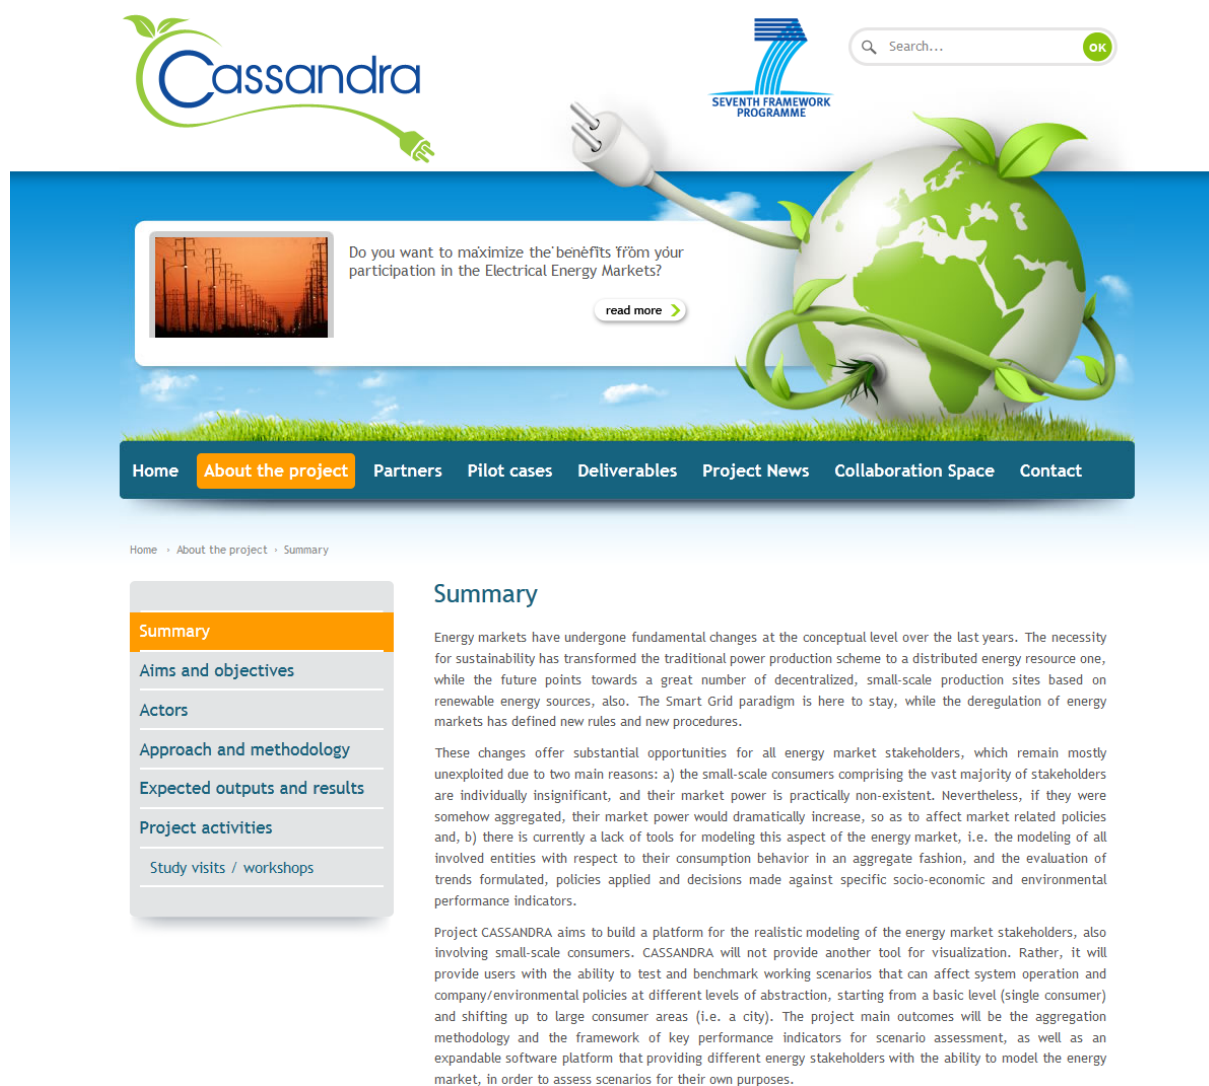 Cassandra
SEVENTH FRAMEWORK
PROGRAMME
Search...
OK
Do you want to maximize the benefits from your
participation in the Electrical Energy Markets?
read more
Home About the project Partners Pilot cases Deliverables Project News Collaboration Space Contact
Home › About the project › Summary
Summary
Aims and objectives
Actors
Approach and methodology
Expected outputs and results
Project activities
Study visits / workshops
Summary
Energy markets have undergone fundamental changes at the conceptual level over the last years. The necessity
for sustainability has transformed the traditional power production scheme to a distributed energy resource one,
while the future points towards a great number of decentralized, small-scale production sites based on
renewable energy sources, also. The Smart Grid paradigm is here to stay, while the deregulation of energy
markets has defined new rules and new procedures.
These changes offer substantial opportunities for all energy market stakeholders, which remain mostly
unexploited due to two main reasons: a) the small-scale consumers comprising the vast majority of stakeholders
are individually insignificant, and their market power is practically non-existent. Nevertheless, if they were
somehow aggregated, their market power would dramatically increase, so as to affect market related policies
and, b) there is currently a lack of tools for modeling this aspect of the energy market, i.e. the modeling of all
involved entities with respect to their consumption behavior in an aggregate fashion, and the evaluation of
trends formulated, policies applied and decisions made against specific socio-economic and environmental
performance indicators.
Project CASSANDRA aims to build a platform for the realistic modeling of the energy market stakeholders, also
involving small-scale consumers. CASSANDRA will not provide another tool for visualization. Rather, it will
provide users with the ability to test and benchmark working scenarios that can affect system operation and
company/environmental policies at different levels of abstraction, starting from a basic level (single consumer)
and shifting up to large consumer areas (i.e. a city). The project main outcomes will be the aggregation
methodology and the framework of key performance indicators for scenario assessment, as well as an
expandable software platform that providing different energy stakeholders with the ability to model the energy
market, in order to assess scenarios for their own purposes.